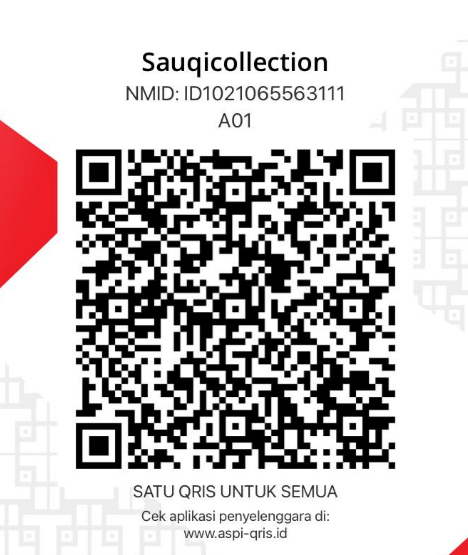 Sauqicollection
NMID: ID1021065563111
A01
SATU QRIS UNTUK SEMUA
Cek aplikasi penyelenggara di:
www.aspi-qris.id